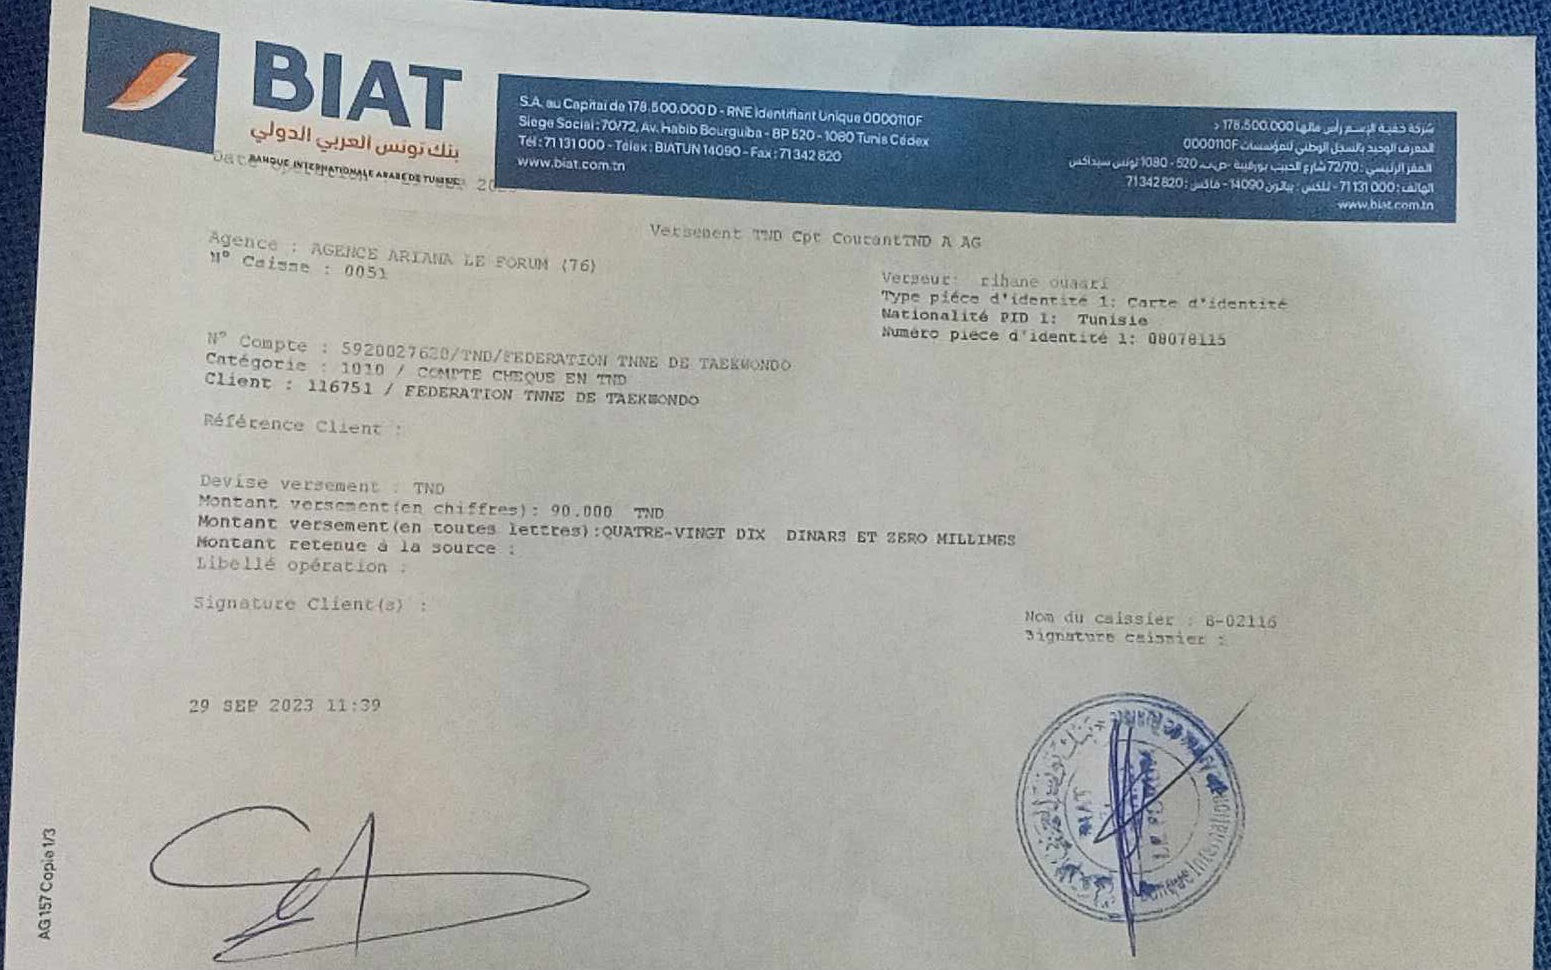 BIAT
بنك تونس العربي الدولي
BANQUE INTERNATIONALE ARABE DE TUNISIE
S.A. au Capital de 178.500.000 D - RNE Identifiant Unique 0000110F
Siège Social : 70/72, Av. Habib Bourguiba - BP 520 - 1080 Tunis Cédex
Tél : 71 131 000 - Télex : BIATUN 14090 - Fax : 71 342 820
www.biat.com.tn
شركة خفية الإسم رأس مالها 178.500.000 د
المعرف الوحيد بالسجل الوطني للمؤسسات 0000110F
المقر الرئيسي : 72/70 شارع الحبيب بورقيبة - ص.ب 520 - 1080 تونس سيداكس
الهاتف : 71 131 000 - تلكس : بياتون 14090 - فاكس : 71 342 820
www.biat.com.tn
Versement TND Cpt CourantTND A AG
Agence : AGENCE ARIANA LE FORUM (76)
N° Caisse : 0051
Verseur: rihane ouaari
Type piéce d'identité 1: Carte d'identité
Nationalité PID 1: Tunisie
Numéro piéce d'identité 1: 08078115
N° Compte : 5920027620/TND/FEDERATION TNNE DE TAEKWONDO
Catégorie : 1010 / COMPTE CHEQUE EN TND
Client : 116751 / FEDERATION TNNE DE TAEKWONDO
Référence Client :
Devise versement : TND
Montant versement(en chiffres): 90.000 TND
Montant versement(en toutes lettres):QUATRE-VINGT DIX DINARS ET ZERO MILLIMES
Montant retenue à la source :
Libellé opération :
Signature Client(s) :
Nom du caissier : B-02116
Signature caissier :
29 SEP 2023 11:39
AG 157 Copie 1/3